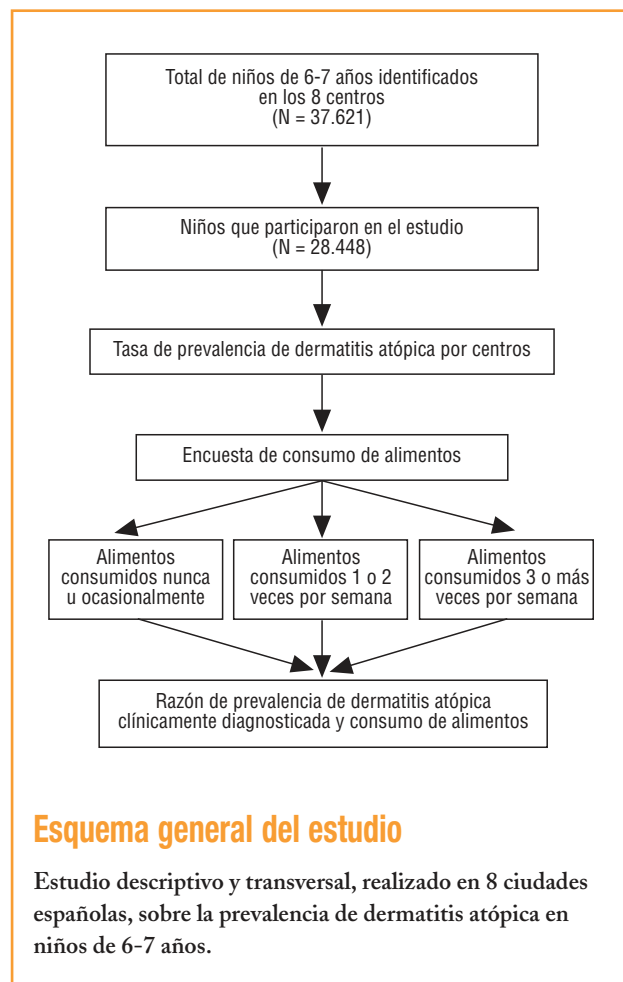 Total de niños de 6-7 años identificados
en los 8 centros
(N = 37.621)
Niños que participaron en el estudio
(N = 28.448)
Tasa de prevalencia de dermatitis atópica por centros
Encuesta de consumo de alimentos
Alimentos
consumidos nunca
u ocasionalmente
Alimentos
consumidos 1 o 2
veces por semana
Alimentos
consumidos 3 o más
veces por semana
Razón de prevalencia de dermatitis atópica
clínicamente diagnosticada y consumo de alimentos
Esquema general del estudio
Estudio descriptivo y transversal, realizado en 8 ciudades
españolas, sobre la prevalencia de dermatitis atópica en
niños de 6-7 años.